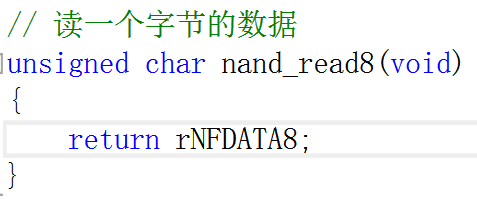 // 读一个字节的数据
unsigned char nand_read8(void)
{
    return rNFDATA8;
}